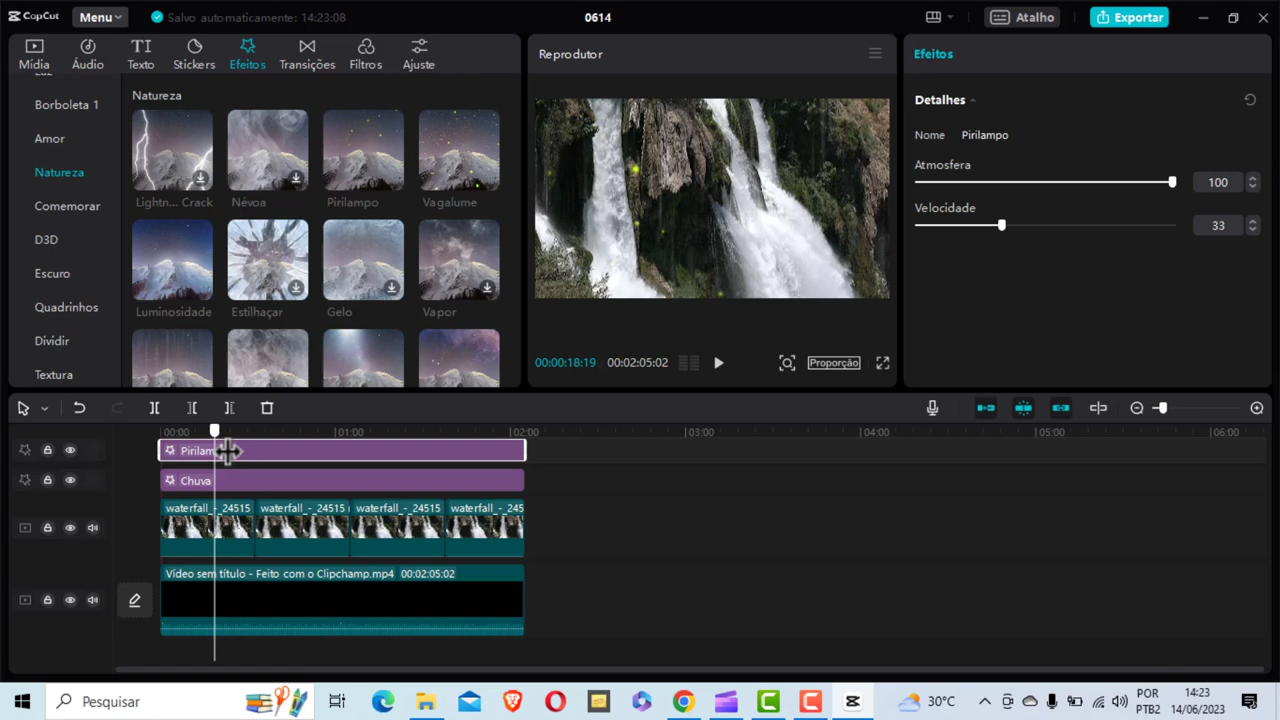 CapCut
Menu
Salvo automaticamente: 14:23:08
0614
Atalho
Exportar
Mídia
Áudio
Texto
Stickers
Efeitos
Transições
Filtros
Ajuste
Borboleta 1
Amor
Natureza
Comemorar
D3D
Escuro
Quadrinhos
Dividir
Textura
Natureza
Lightn... Crack
Névoa
Pirilampo
Vagalume
Luminosidade
Estilhaçar
Gelo
Vapor
Reprodutor
00:00:18:19
00:02:05:02
Proporção
Efeitos
Detalhes
Nome Pirilampo
Atmosfera
100
Velocidade
33
00:00
01:00
02:00
03:00
04:00
05:00
06:00
Chuva
waterfall_-_24515
waterfall_-_24515
waterfall_-_24515
waterfall_-_245
Vídeo sem título - Feito com o Clipchamp.mp4 00:02:05:02
Pesquisar
30°C
POR
PTB2
14:23
14/06/2023